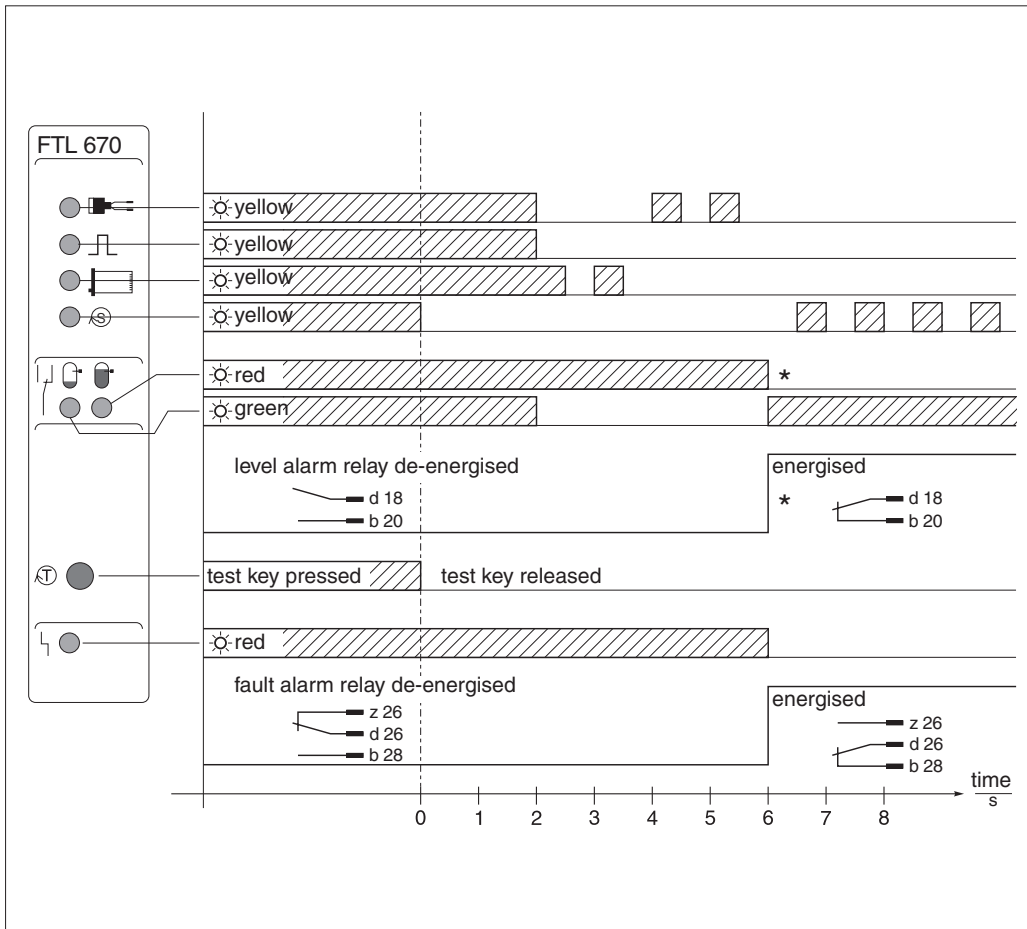 FTL 670
yellow
yellow
yellow
S yellow
red
green
level alarm relay de-energised
d 18
b 20
energised
*
* d 18
b 20
T test key pressed test key released
red
fault alarm relay de-energised
z 26
d 26
b 28
energised
z 26
d 26
b 28
time
s
0 1 2 3 4 5 6 7 8